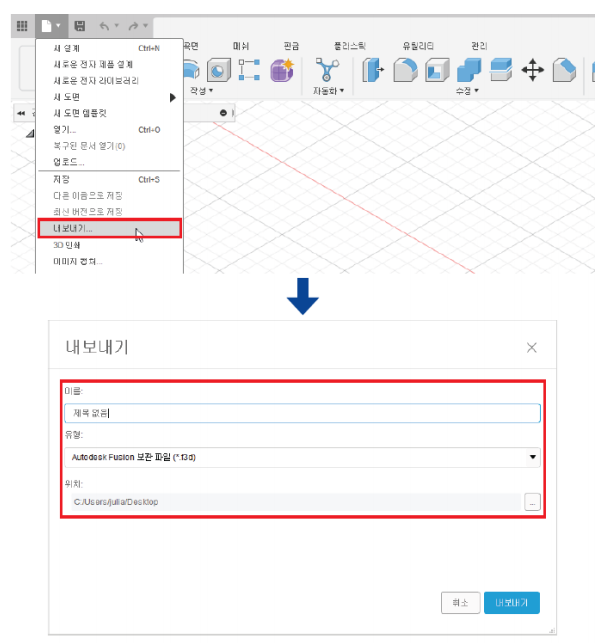 메쉬 판금 플라스틱 유틸리티 관리
작성 ▾ 자동화 ▾ 수정 ▾
새 설계 Ctrl+N
새로운 전자 제품 설계
새로운 전자 라이브러리
새 도면
새 도면 템플릿
열기... Ctrl+O
복구된 문서 열기(0)
업로드...
저장 Ctrl+S
다른 이름으로 저장
최신 버전으로 저장
내보내기...
3D 인쇄
이미지 캡처...
내보내기
이름:
제목 없음
유형:
Autodesk Fusion 보관 파일 (*.f3d)
위치:
C:/Users/julia/Desktop
...
취소 내보내기